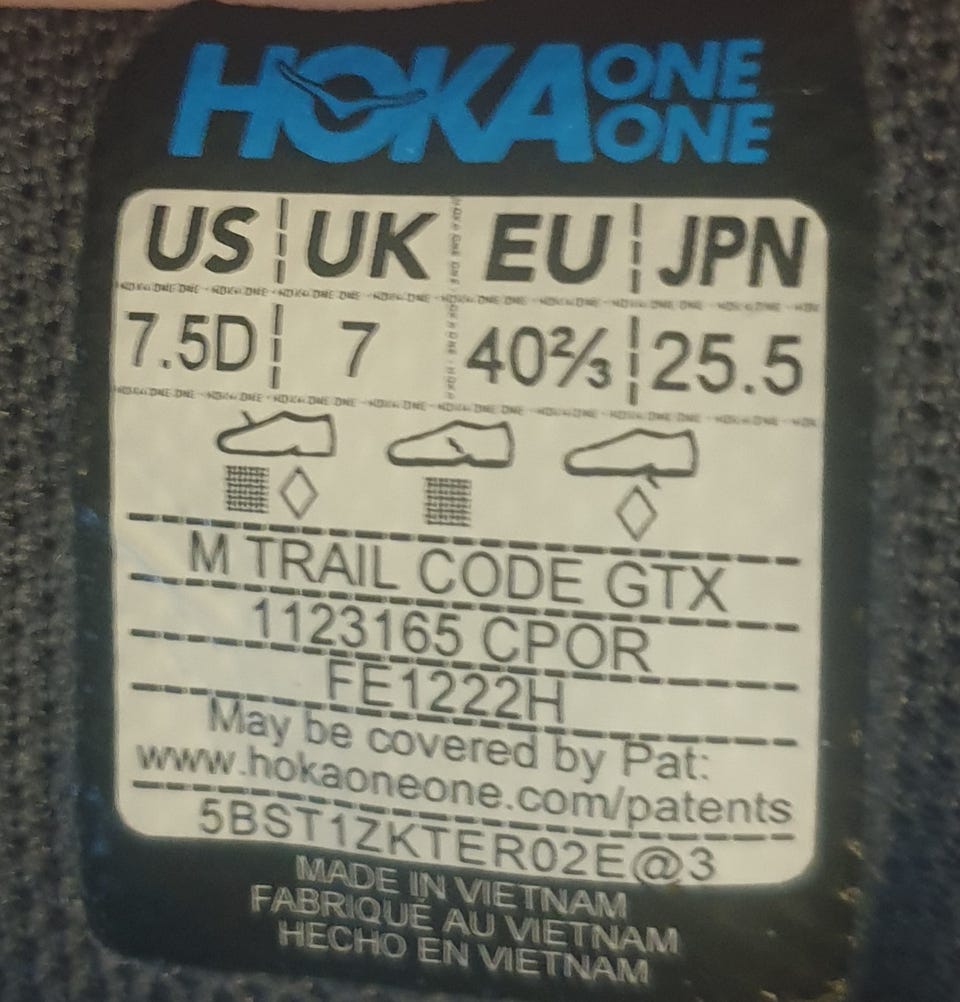 HOKA ONE ONE
US UK EU JPN
7.5D 7 40⅔ 25.5
M TRAIL CODE GTX
1123165 CPOR
FE1222H
May be covered by Pat:
www.hokaoneone.com/patents
5BST1ZKTER02E@3
MADE IN VIETNAM
FABRIQUÉ AU VIETNAM
HECHO EN VIETNAM